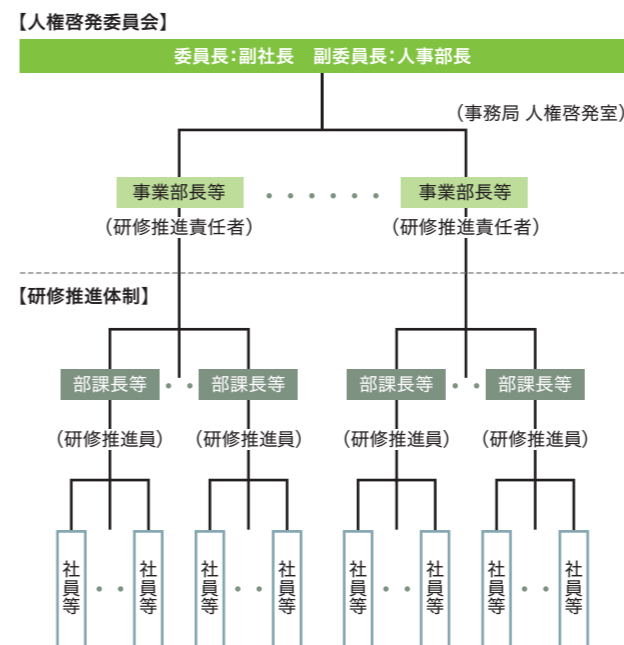 【人権啓発委員会】
委員長：副社長　副委員長：人事部長
（事務局 人権啓発室）
事業部長等 ・・・・・・ 事業部長等
（研修推進責任者） （研修推進責任者）
【研修推進体制】
部課長等 ・・ 部課長等 部課長等 ・・ 部課長等
（研修推進員） （研修推進員） （研修推進員） （研修推進員）
社員等 ・・ 社員等 社員等 ・・ 社員等 社員等 ・・ 社員等 社員等 ・・ 社員等